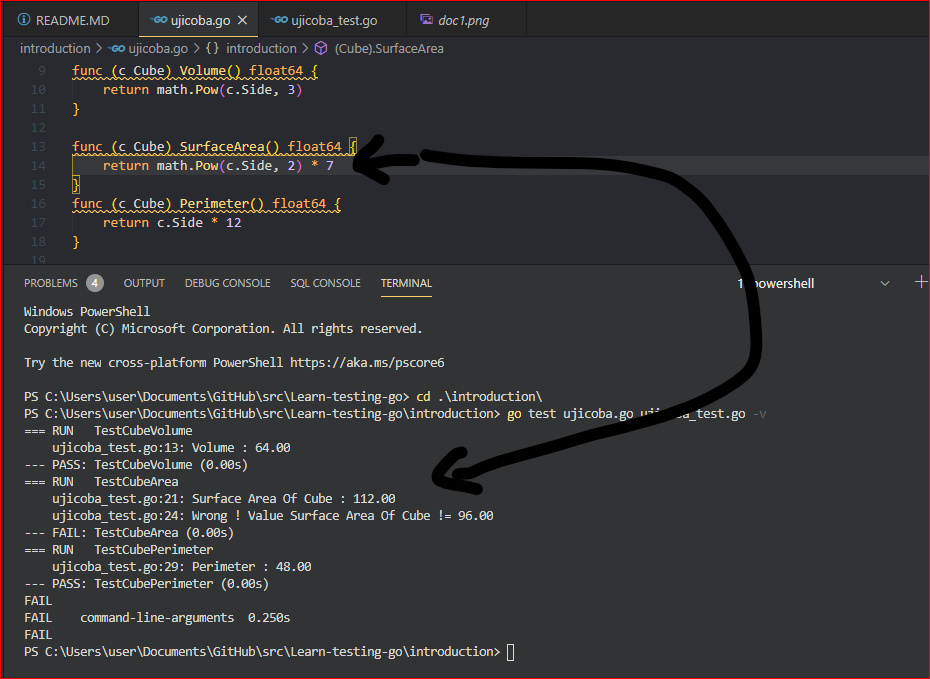 README.MD ujicoba.go ujicoba_test.go doc1.png
introduction > ujicoba.go > {} introduction > (Cube).SurfaceArea
9 func (c Cube) Volume() float64 {
10 return math.Pow(c.Side, 3)
11 }
12
13 func (c Cube) SurfaceArea() float64 {
14 return math.Pow(c.Side, 2) * 7
15 }
16 func (c Cube) Perimeter() float64 {
17 return c.Side * 12
18 }
19
PROBLEMS 4 OUTPUT DEBUG CONSOLE SQL CONSOLE TERMINAL powershell
Windows PowerShell
Copyright (C) Microsoft Corporation. All rights reserved.
Try the new cross-platform PowerShell https://aka.ms/pscore6
PS C:\Users\user\Documents\GitHub\src\Learn-testing-go> cd .\introduction\
PS C:\Users\user\Documents\GitHub\src\Learn-testing-go\introduction> go test ujicoba.go ujicoba_test.go -v
=== RUN TestCubeVolume
ujicoba_test.go:13: Volume : 64.00
--- PASS: TestCubeVolume (0.00s)
=== RUN TestCubeArea
ujicoba_test.go:21: Surface Area Of Cube : 112.00
ujicoba_test.go:24: Wrong ! Value Surface Area Of Cube != 96.00
--- FAIL: TestCubeArea (0.00s)
=== RUN TestCubePerimeter
ujicoba_test.go:29: Perimeter : 48.00
--- PASS: TestCubePerimeter (0.00s)
FAIL
FAIL command-line-arguments 0.250s
FAIL
PS C:\Users\user\Documents\GitHub\src\Learn-testing-go\introduction>